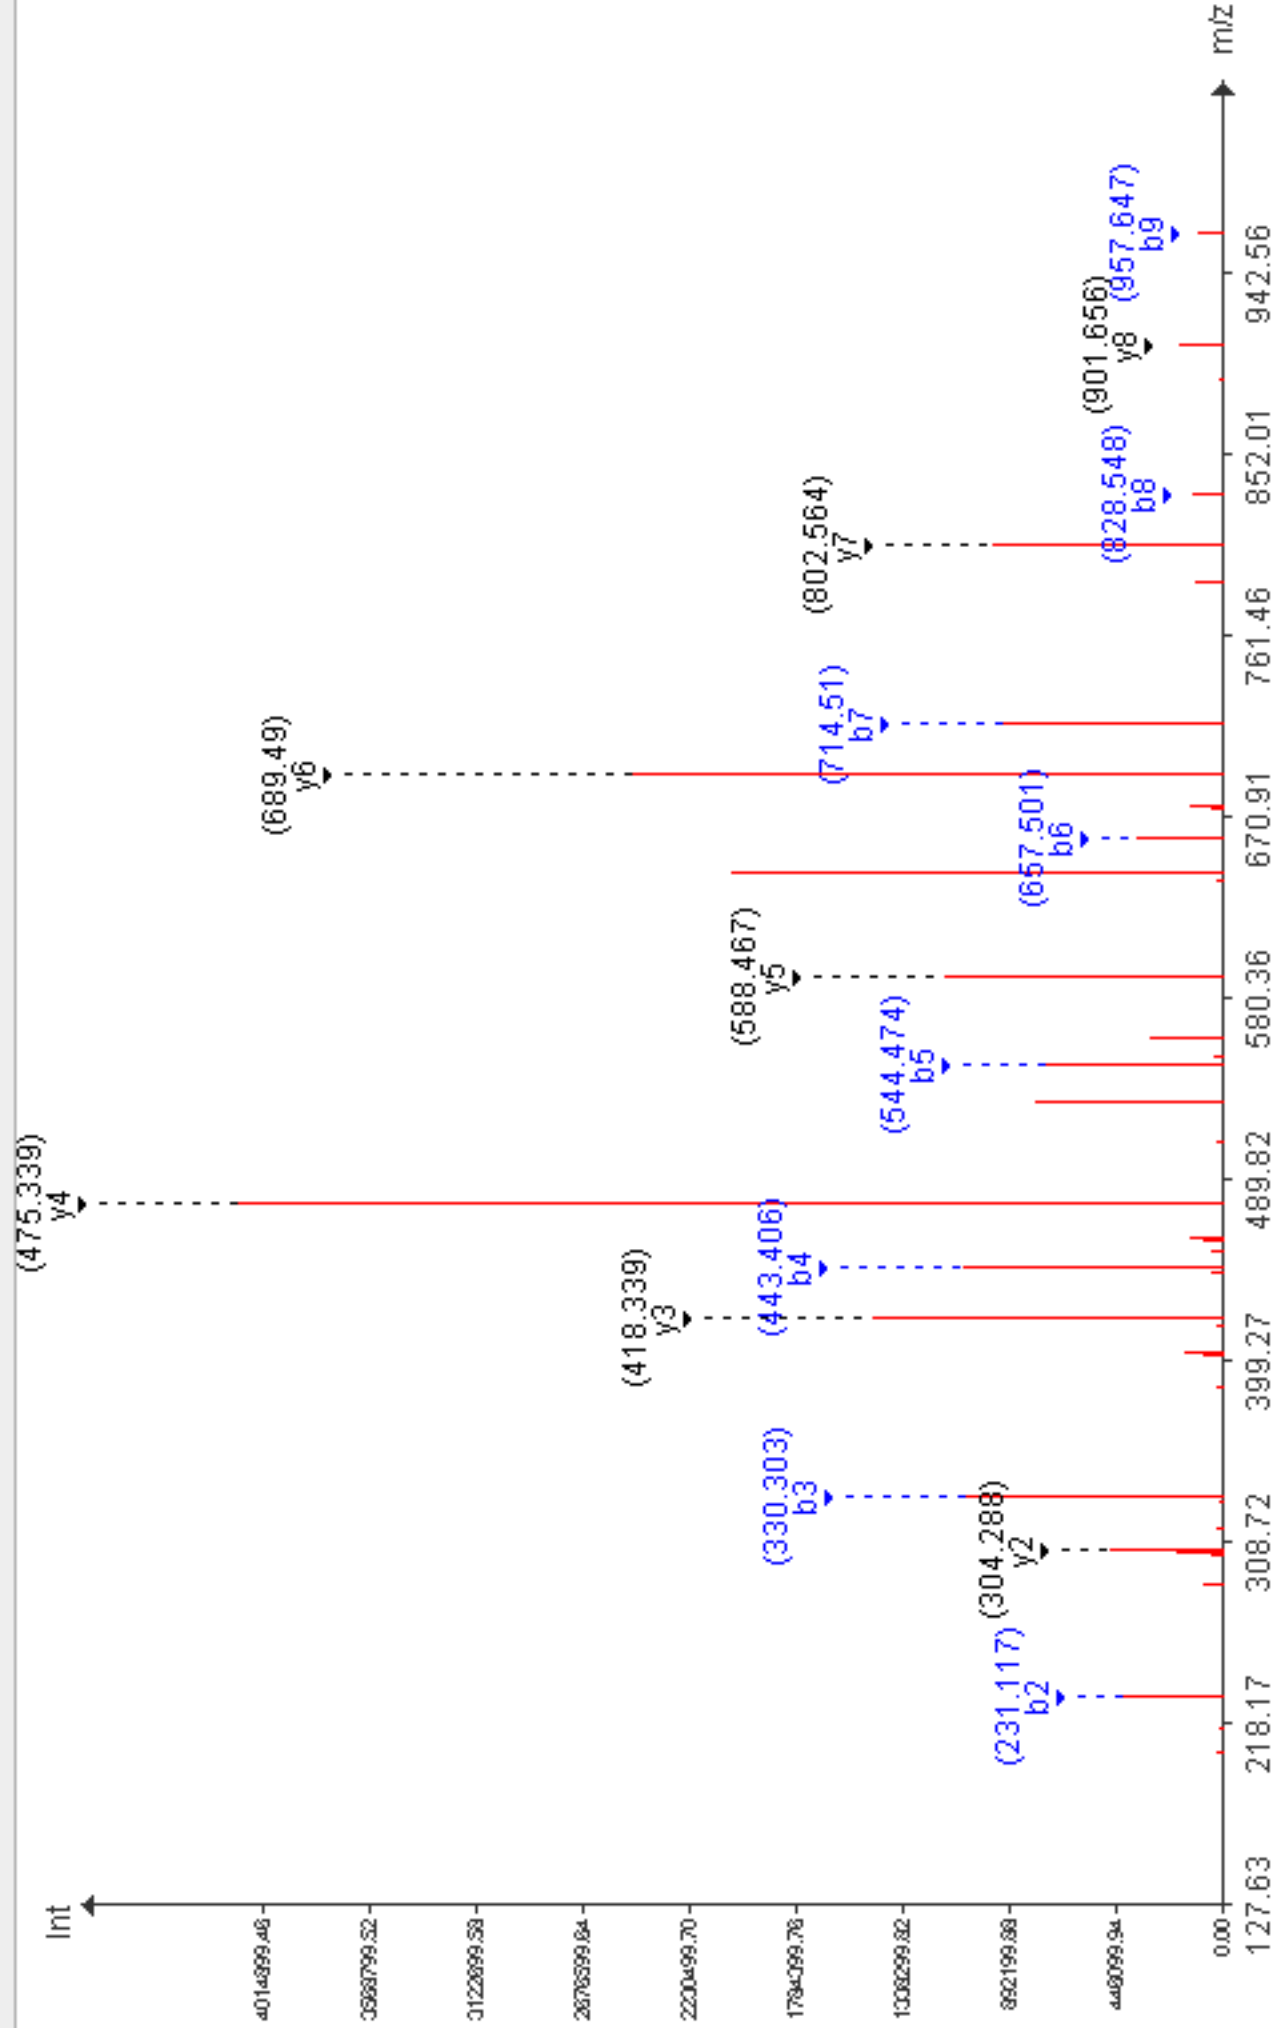 Int
4014899.46
3568799.52
3122699.58
2676599.64
2230499.70
1784399.76
1338299.82
892199.88
446099.94
0.00
(475.339)
y4
(689.49)
y6
(418.339)
y3
(588.467)
y5
(443.406)
b4
(330.303)
b3
(802.564)
y7
(714.51)
b7
(544.474)
b5
(304.288)
y2
(231.117)
b2
(657.501)
b6
(901.656)
y8
(828.548)
b8
(957.647)
b9
127.63 218.17 308.72 399.27 489.82 580.36 670.91 761.46 852.01 942.56
m/z